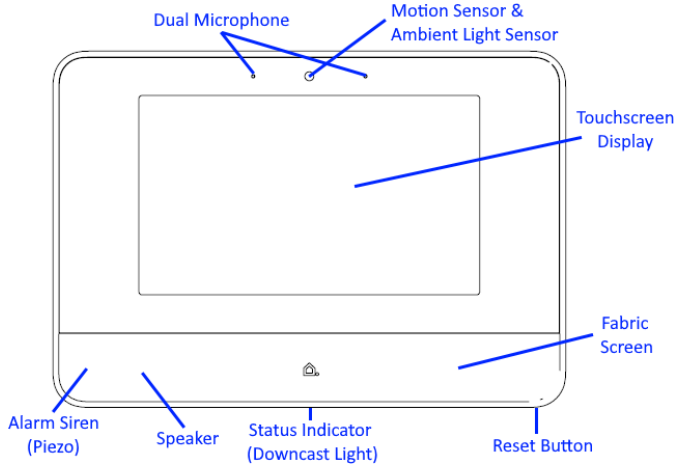 Dual Microphone
Motion Sensor &
Ambient Light Sensor
Touchscreen
Display
Fabric
Screen
Alarm Siren
(Piezo)
Speaker
Status Indicator
(Downcast Light)
Reset Button